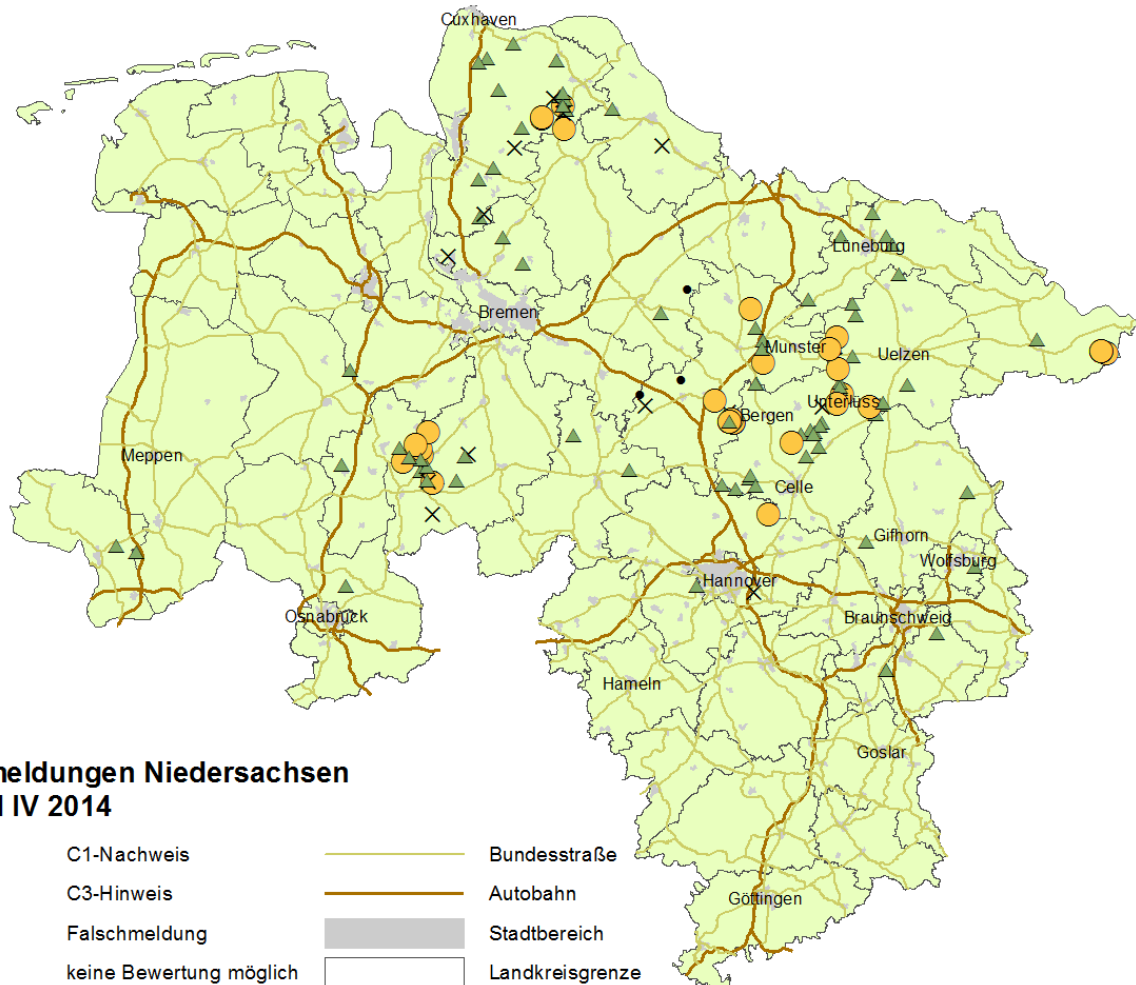 Cuxhaven
Lüneburg
Bremen
Munster
Uelzen
Unterlüss
Bergen
Meppen
Celle
Gifhorn
Wolfsburg
Hannover
Osnabrück
Braunschweig
Hameln
Goslar
neldungen Niedersachsen
l IV 2014
C1-Nachweis Bundesstraße
C3-Hinweis Autobahn
Göttingen
Falschmeldung Stadtbereich
keine Bewertung möglich Landkreisgrenze